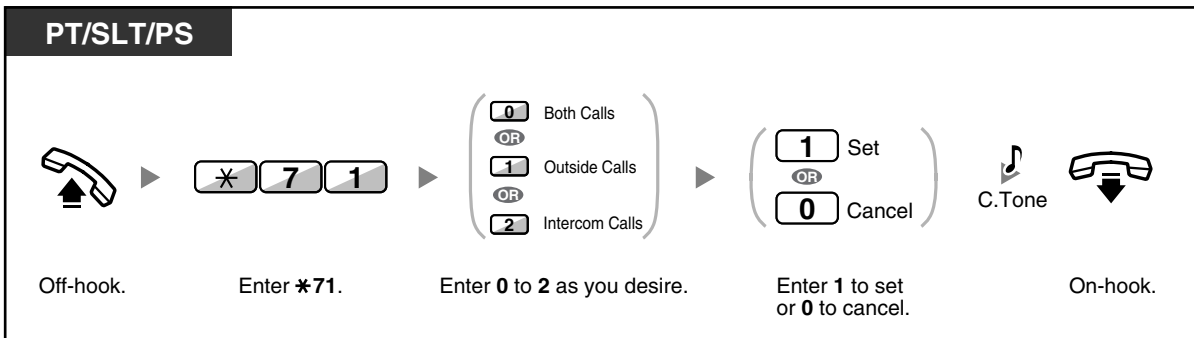 PT/SLT/PS
0 Both Calls
OR
1 Outside Calls
OR
2 Intercom Calls
* 7 1
1 Set
OR
0 Cancel
C.Tone
Off-hook.
Enter *71.
Enter 0 to 2 as you desire.
Enter 1 to set
or 0 to cancel.
On-hook.